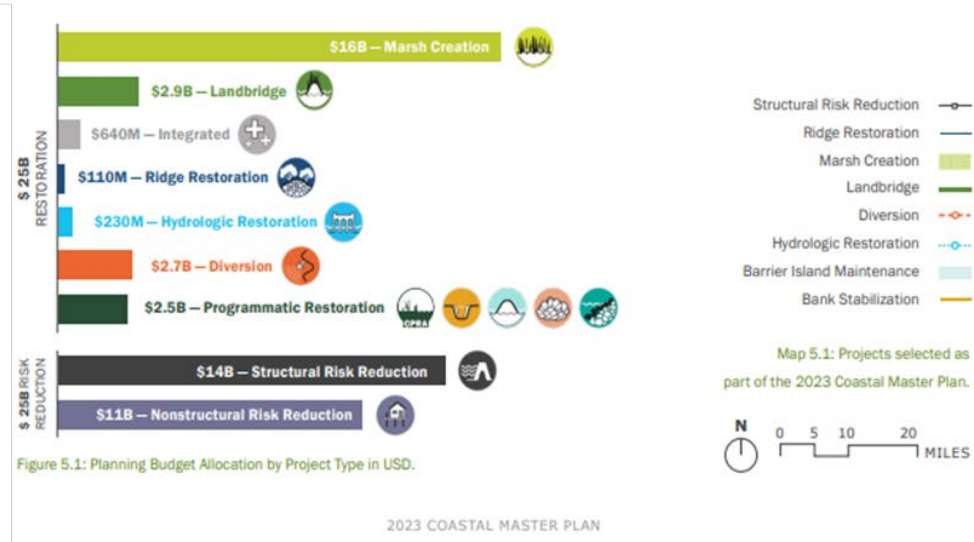 $25B
RESTORATION
$16B — Marsh Creation
$2.9B — Landbridge
$640M — Integrated
$110M — Ridge Restoration
$230M — Hydrologic Restoration
$2.7B — Diversion
$2.5B — Programmatic Restoration
CPRA
$25B RISK
REDUCTION
$14B — Structural Risk Reduction
$11B — Nonstructural Risk Reduction
Figure 5.1: Planning Budget Allocation by Project Type in USD.
Structural Risk Reduction
Ridge Restoration
Marsh Creation
Landbridge
Diversion
Hydrologic Restoration
Barrier Island Maintenance
Bank Stabilization
Map 5.1: Projects selected as
part of the 2023 Coastal Master Plan.
N
0 5 10 20
MILES
2023 COASTAL MASTER PLAN